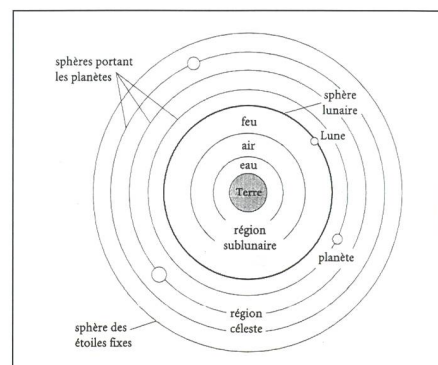 sphères portant
les planètes
sphère
lunaire
Lune
feu
air
eau
Terre
région
sublunaire
planète
région
céleste
sphère des
étoiles fixes